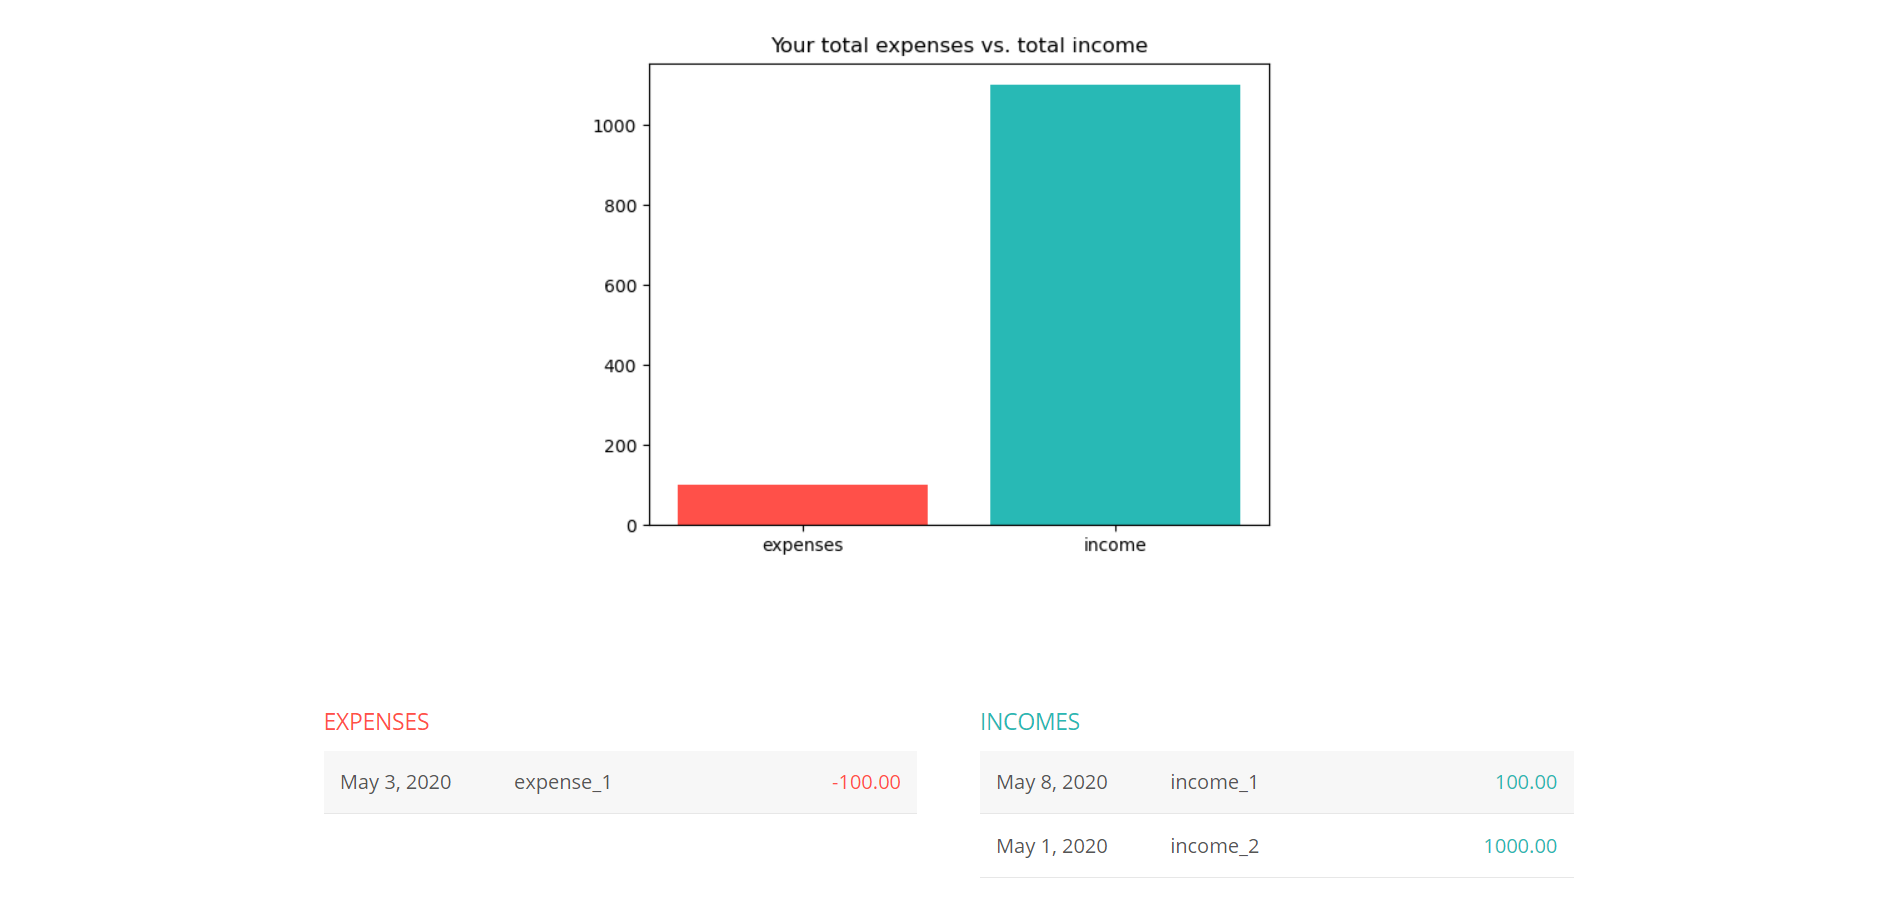 Your total expenses vs. total income
1000
800
600
400
200
0
expenses income
EXPENSES
May 3, 2020 expense_1 -100.00
INCOMES
May 8, 2020 income_1 100.00
May 1, 2020 income_2 1000.00